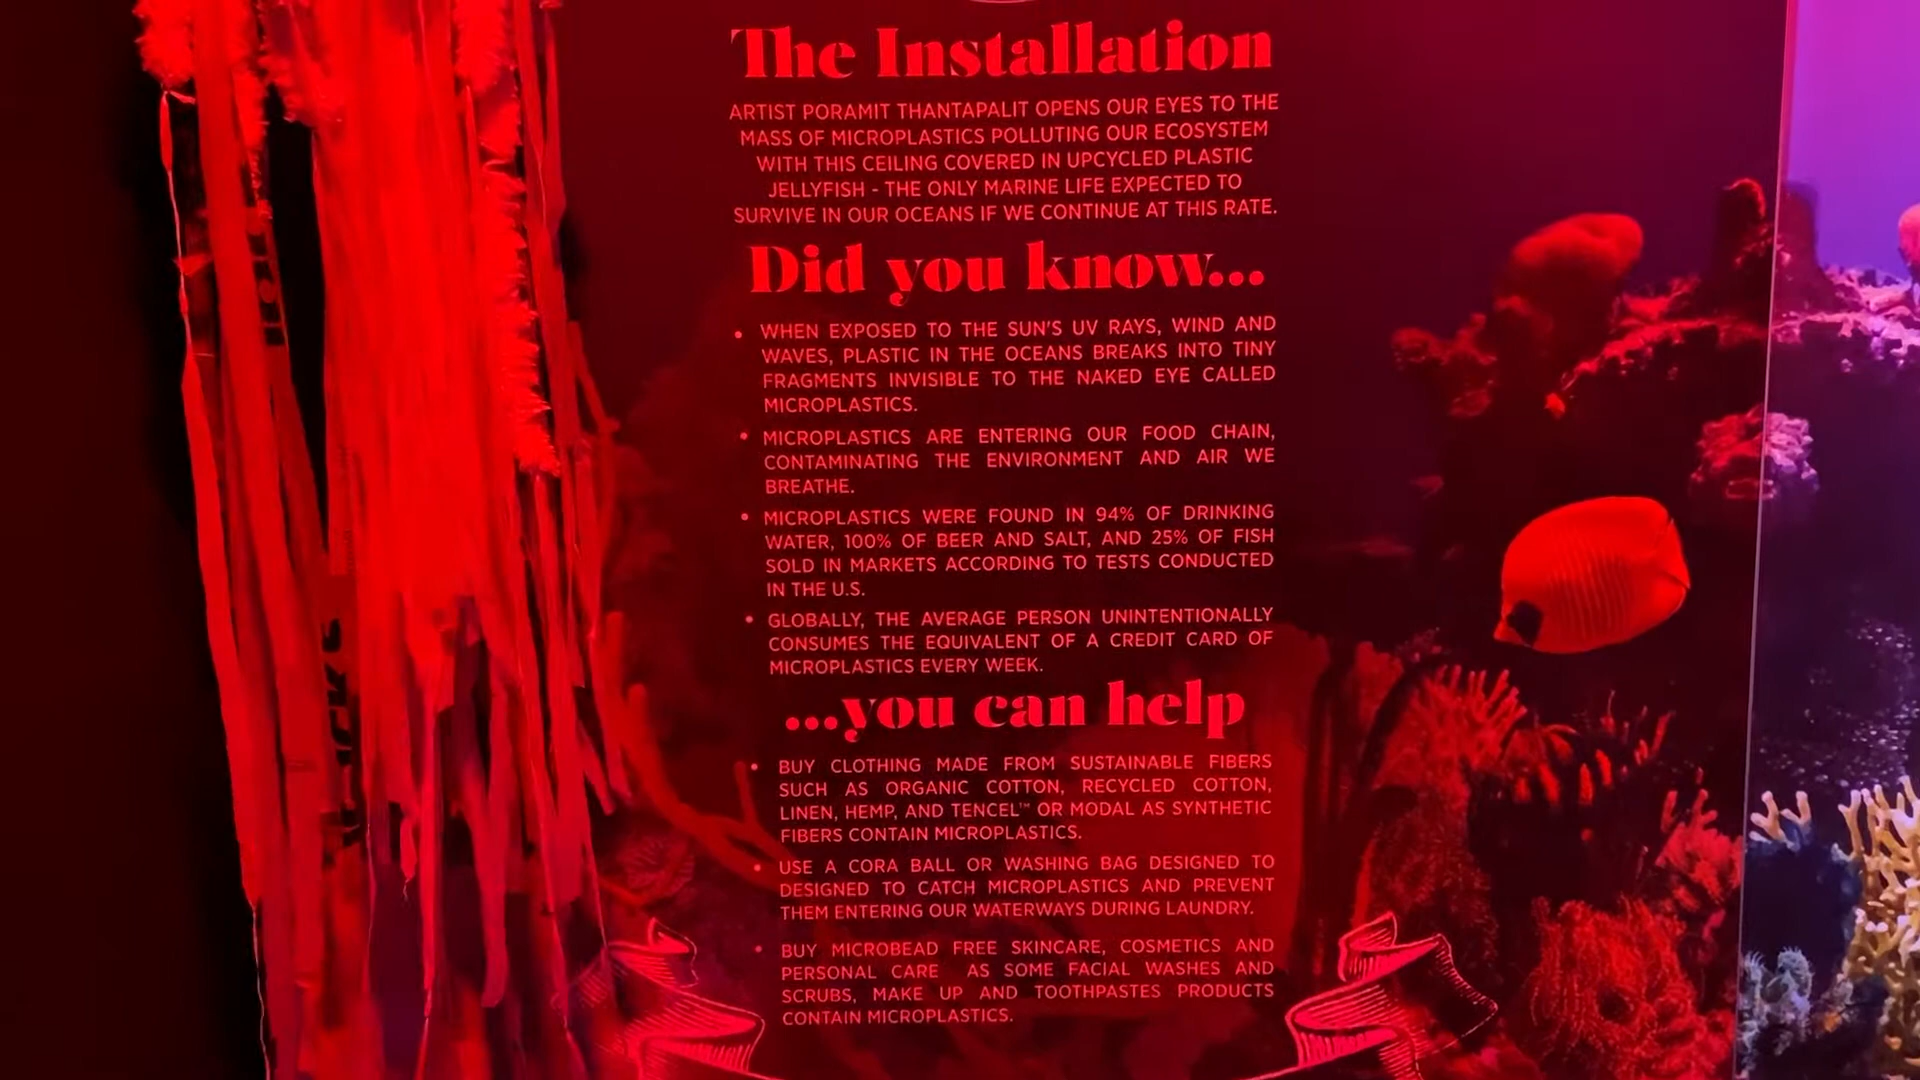 The Installation
ARTIST PORAMIT THANTAPALIT OPENS OUR EYES TO THE
MASS OF MICROPLASTICS POLLUTING OUR ECOSYSTEM
WITH THIS CEILING COVERED IN UPCYCLED PLASTIC
JELLYFISH - THE ONLY MARINE LIFE EXPECTED TO
SURVIVE IN OUR OCEANS IF WE CONTINUE AT THIS RATE.
Did you know...
• WHEN EXPOSED TO THE SUN'S UV RAYS, WIND AND
WAVES, PLASTIC IN THE OCEANS BREAKS INTO TINY
FRAGMENTS INVISIBLE TO THE NAKED EYE CALLED
MICROPLASTICS.
• MICROPLASTICS ARE ENTERING OUR FOOD CHAIN,
CONTAMINATING THE ENVIRONMENT AND AIR WE
BREATHE.
• MICROPLASTICS WERE FOUND IN 94% OF DRINKING
WATER, 100% OF BEER AND SALT, AND 25% OF FISH
SOLD IN MARKETS ACCORDING TO TESTS CONDUCTED
IN THE U.S.
• GLOBALLY, THE AVERAGE PERSON UNINTENTIONALLY
CONSUMES THE EQUIVALENT OF A CREDIT CARD OF
MICROPLASTICS EVERY WEEK.
...you can help
• BUY CLOTHING MADE FROM SUSTAINABLE FIBERS
SUCH AS ORGANIC COTTON, RECYCLED COTTON,
LINEN, HEMP, AND TENCEL™ OR MODAL AS SYNTHETIC
FIBERS CONTAIN MICROPLASTICS.
• USE A CORA BALL OR WASHING BAG DESIGNED TO
DESIGNED TO CATCH MICROPLASTICS AND PREVENT
THEM ENTERING OUR WATERWAYS DURING LAUNDRY.
• BUY MICROBEAD FREE SKINCARE, COSMETICS AND
PERSONAL CARE AS SOME FACIAL WASHES AND
SCRUBS, MAKE UP AND TOOTHPASTES PRODUCTS
CONTAIN MICROPLASTICS.